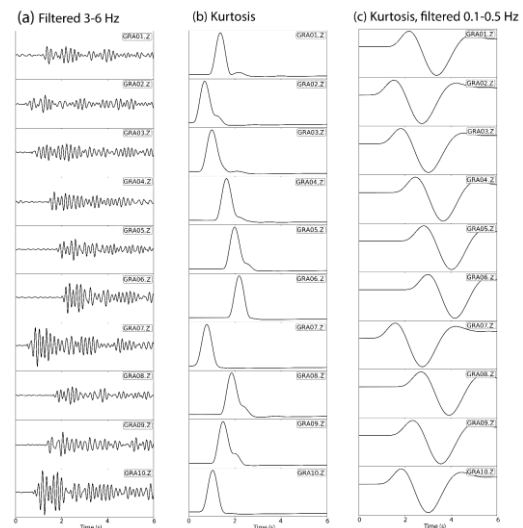 (a) Filtered 3-6 Hz
(b) Kurtosis
(c) Kurtosis, filtered 0.1-0.5 Hz
GRA01.Z
GRA02.Z
GRA03.Z
GRA04.Z
GRA05.Z
GRA06.Z
GRA07.Z
GRA08.Z
GRA09.Z
GRA10.Z
0 2 4 6
Time (s)
GRA01.Z
GRA02.Z
GRA03.Z
GRA04.Z
GRA05.Z
GRA06.Z
GRA07.Z
GRA08.Z
GRA09.Z
GRA10.Z
0 2 4 6
Time (s)
GRA01.Z
GRA02.Z
GRA03.Z
GRA04.Z
GRA05.Z
GRA06.Z
GRA07.Z
GRA08.Z
GRA09.Z
GRA10.Z
0 2 4 6
Time (s)